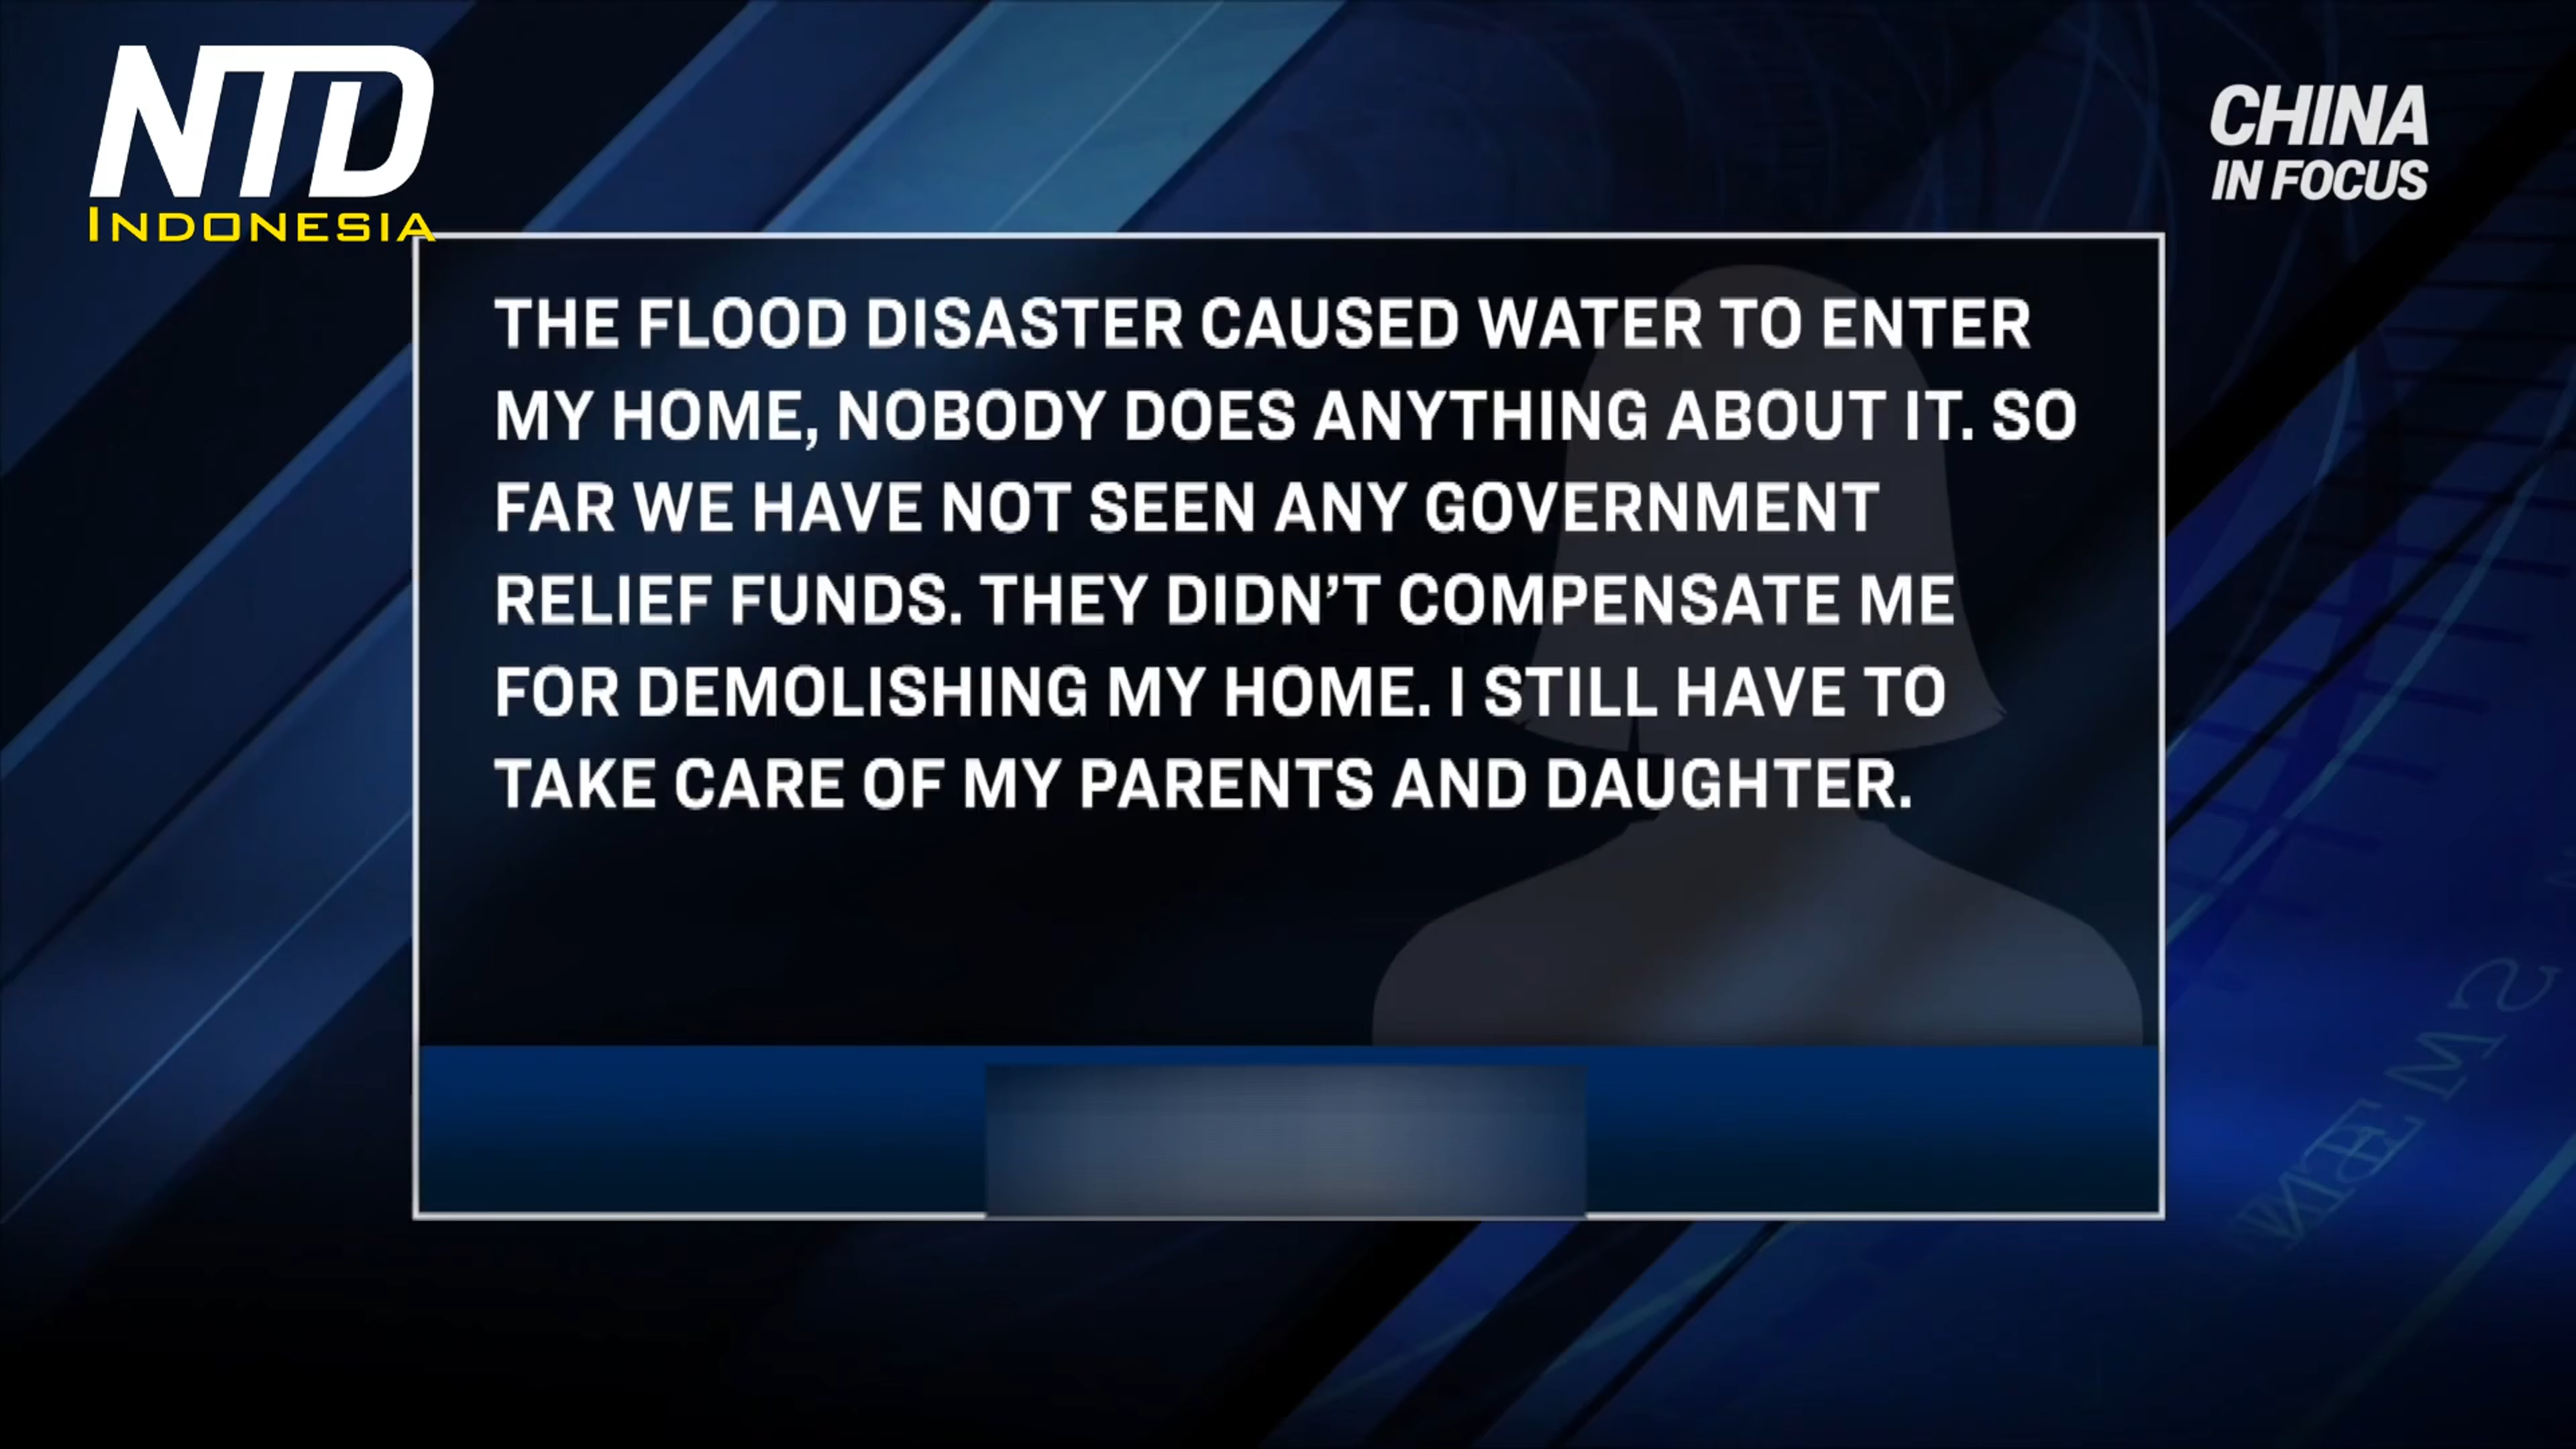 NTD
INDONESIA
CHINA
IN FOCUS
THE FLOOD DISASTER CAUSED WATER TO ENTER
MY HOME, NOBODY DOES ANYTHING ABOUT IT. SO
FAR WE HAVE NOT SEEN ANY GOVERNMENT
RELIEF FUNDS. THEY DIDN'T COMPENSATE ME
FOR DEMOLISHING MY HOME. I STILL HAVE TO
TAKE CARE OF MY PARENTS AND DAUGHTER.